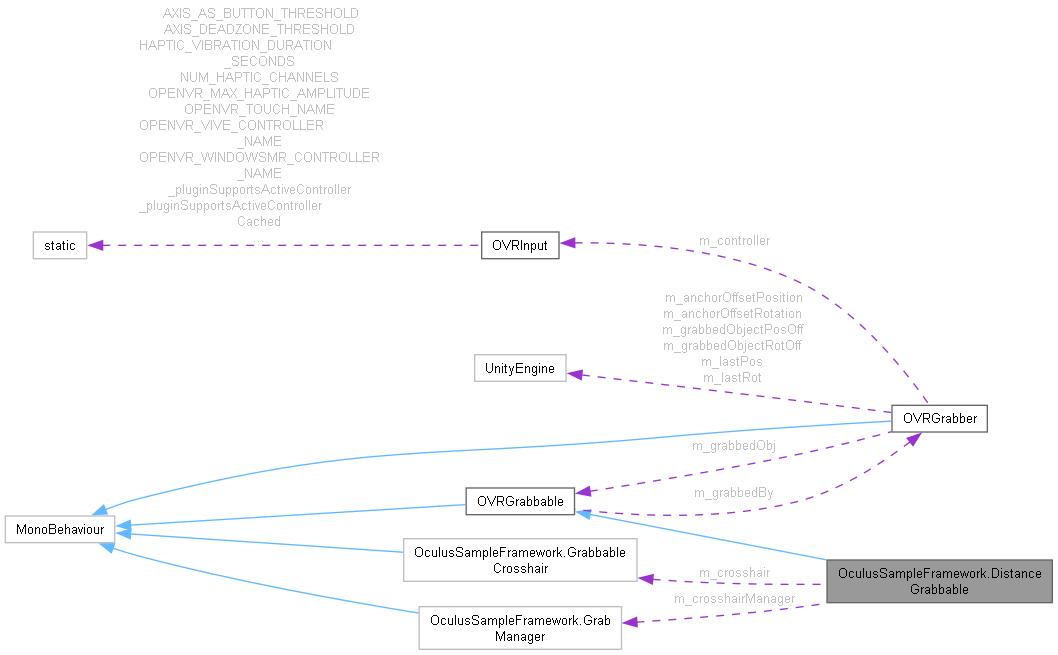 AXIS_AS_BUTTON_THRESHOLD
AXIS_DEADZONE_THRESHOLD
HAPTIC_VIBRATION_DURATION
_SECONDS
NUM_HAPTIC_CHANNELS
OPENVR_MAX_HAPTIC_AMPLITUDE
OPENVR_TOUCH_NAME
OPENVR_VIVE_CONTROLLER
_NAME
OPENVR_WINDOWSMR_CONTROLLER
_NAME
_pluginSupportsActiveController
_pluginSupportsActiveController
Cached
...
static
OVRInput
m_controller
m_anchorOffsetPosition
m_anchorOffsetRotation
m_grabbedObjectPosOff
m_grabbedObjectRotOff
m_lastPos
m_lastRot
UnityEngine
OVRGrabber
m_grabbedObj
m_grabbedBy
OVRGrabbable
MonoBehaviour
OculusSampleFramework.Grabbable
Crosshair
m_crosshair
OculusSampleFramework.Distance
Grabbable
m_crosshairManager
OculusSampleFramework.Grab
Manager